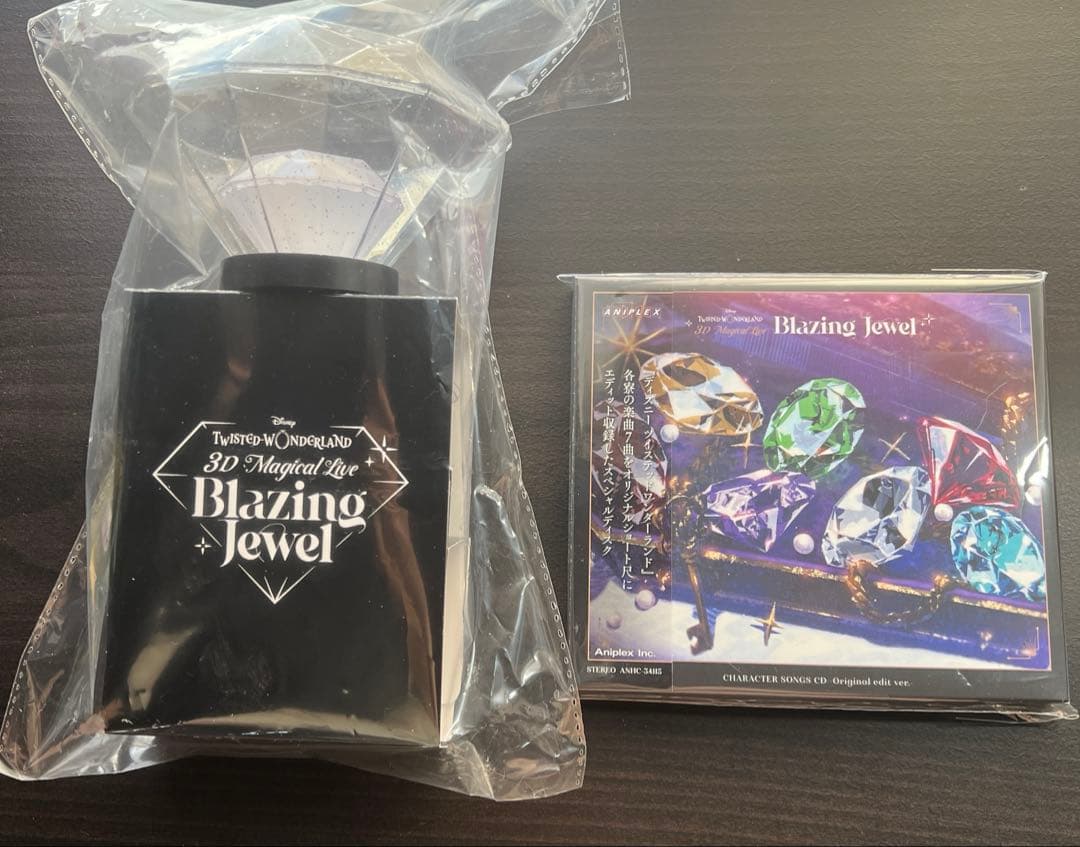 Disney
TWISTED-WONDERLAND
3D Magical Live
Blazing
Jewel
ANIPLEX
『ディズニー ツイステッドワンダーランド』
各寮の楽曲7曲をオリジナルショート尺に
エディット収録したスペシャルディスク
Aniplex Inc.
STEREO ANHC-34115
Disney
TWISTED-WONDERLAND
3D Magical Live
Blazing Jewel
CHARACTER SONGS CD -Original edit ver.-